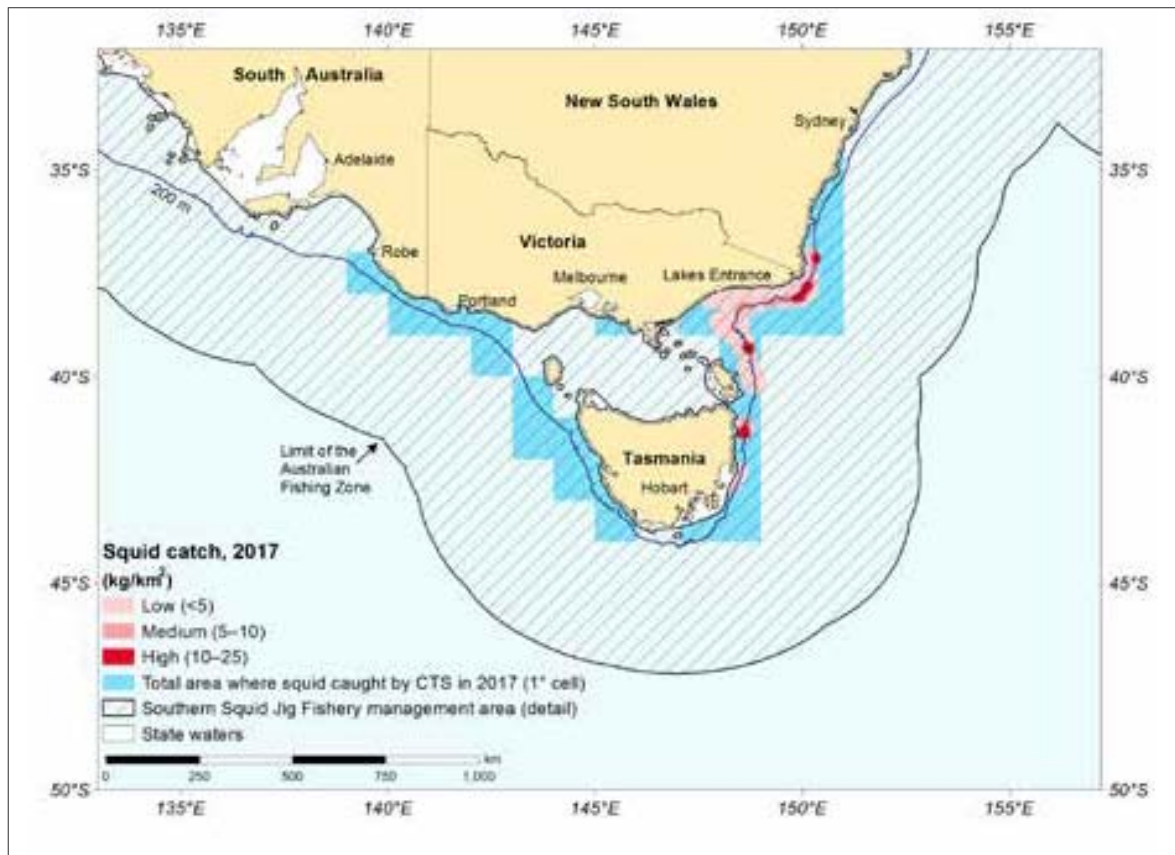 135°E 140°E 145°E 150°E 155°E
South Australia
New South Wales
Sydney
Adelaide
35°S 35°S
200 m
Victoria
Robe
Melbourne
Lakes Entrance
Portland
40°S 40°S
Limit of the
Australian
Fishing Zone
Tasmania
Hobart
Squid catch, 2017
(kg/km²)
45°S 45°S
Low (<5)
Medium (5–10)
High (10–25)
Total area where squid caught by CTS in 2017 (1° cell)
Southern Squid Jig Fishery management area (detail)
State waters
km
0 250 500 750 1,000
50°S 50°S
135°E 140°E 145°E 150°E 155°E